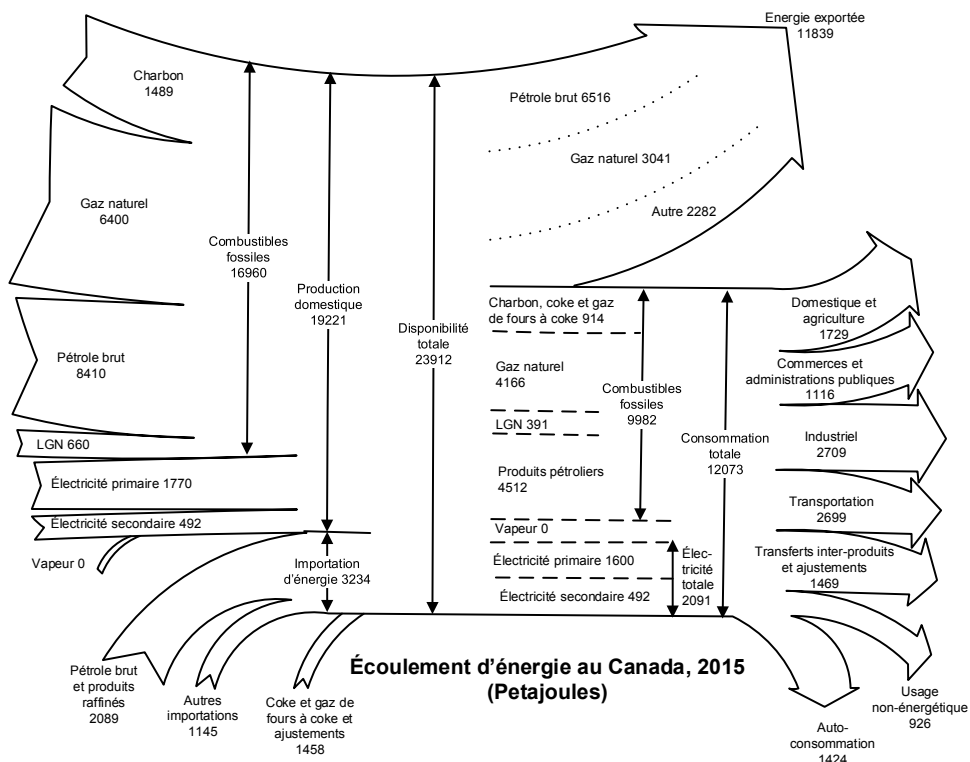 Energie exportée
11839
Charbon
1489
Pétrole brut 6516
Gaz naturel 3041
Autre 2282
Gaz naturel
6400
Combustibles
fossiles
16960
Production
domestique
19221
Disponibilité
totale
23912
Charbon, coke et gaz
de fours à coke 914
Gaz naturel
4166
LGN 391
Produits pétroliers
4512
Combustibles
fossiles
9982
Consommation
totale
12073
Domestique et
agriculture
1729
Commerces et
administrations publiques
1116
Industriel
2709
Transportation
2699
Transferts inter-produits
et ajustements
1469
Pétrole brut
8410
LGN 660
Électricité primaire 1770
Électricité secondaire 492
Vapeur 0
Importation
d'énergie 3234
Vapeur 0
Électricité primaire 1600
Électricité secondaire 492
Élec-
tricité
totale
2091
Pétrole brut
et produits
raffinés
2089
Autres
importations
1145
Coke et gaz de
fours à coke et
ajustements
1458
Écoulement d'énergie au Canada, 2015
(Petajoules)
Usage
non-énergétique
926
Auto-
consommation
1424